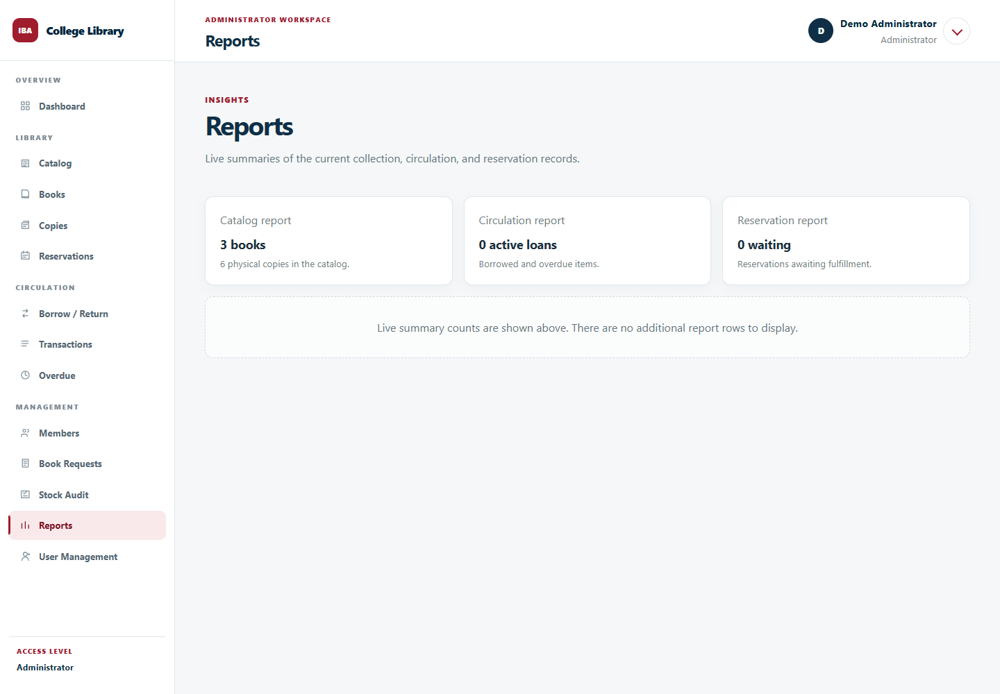 IBA
College Library
OVERVIEW
Dashboard
LIBRARY
Catalog
Books
Copies
Reservations
CIRCULATION
Borrow / Return
Transactions
Overdue
MANAGEMENT
Members
Book Requests
Stock Audit
Reports
User Management
ACCESS LEVEL
Administrator
ADMINISTRATOR WORKSPACE
Reports
D
Demo Administrator
Administrator
INSIGHTS
Reports
Live summaries of the current collection, circulation, and reservation records.
Catalog report
3 books
6 physical copies in the catalog.
Circulation report
0 active loans
Borrowed and overdue items.
Reservation report
0 waiting
Reservations awaiting fulfillment.
Live summary counts are shown above. There are no additional report rows to display.